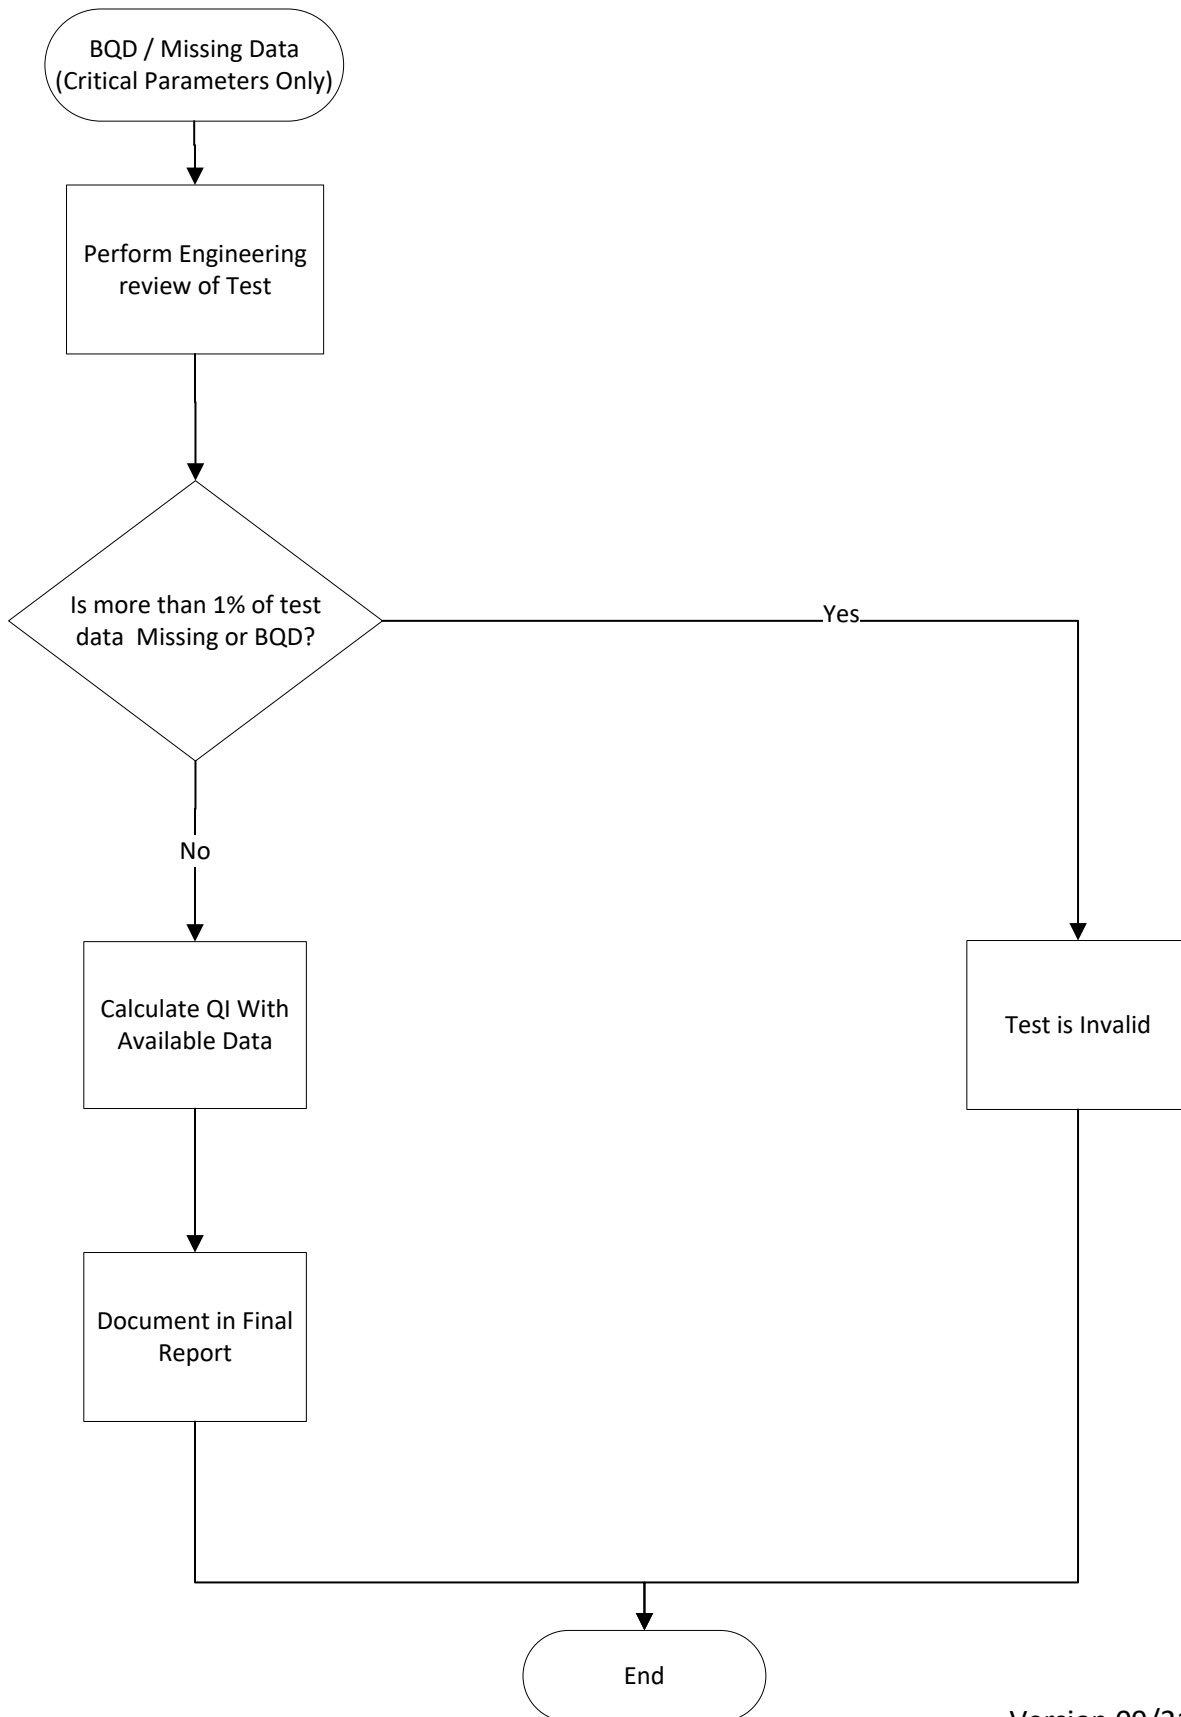 BQD / Missing Data
(Critical Parameters Only)
Perform Engineering
review of Test
Is more than 1% of test
data  Missing or BQD?
Yes
No
Calculate QI With
Available Data
Test is Invalid
Document in Final
Report
End
Version